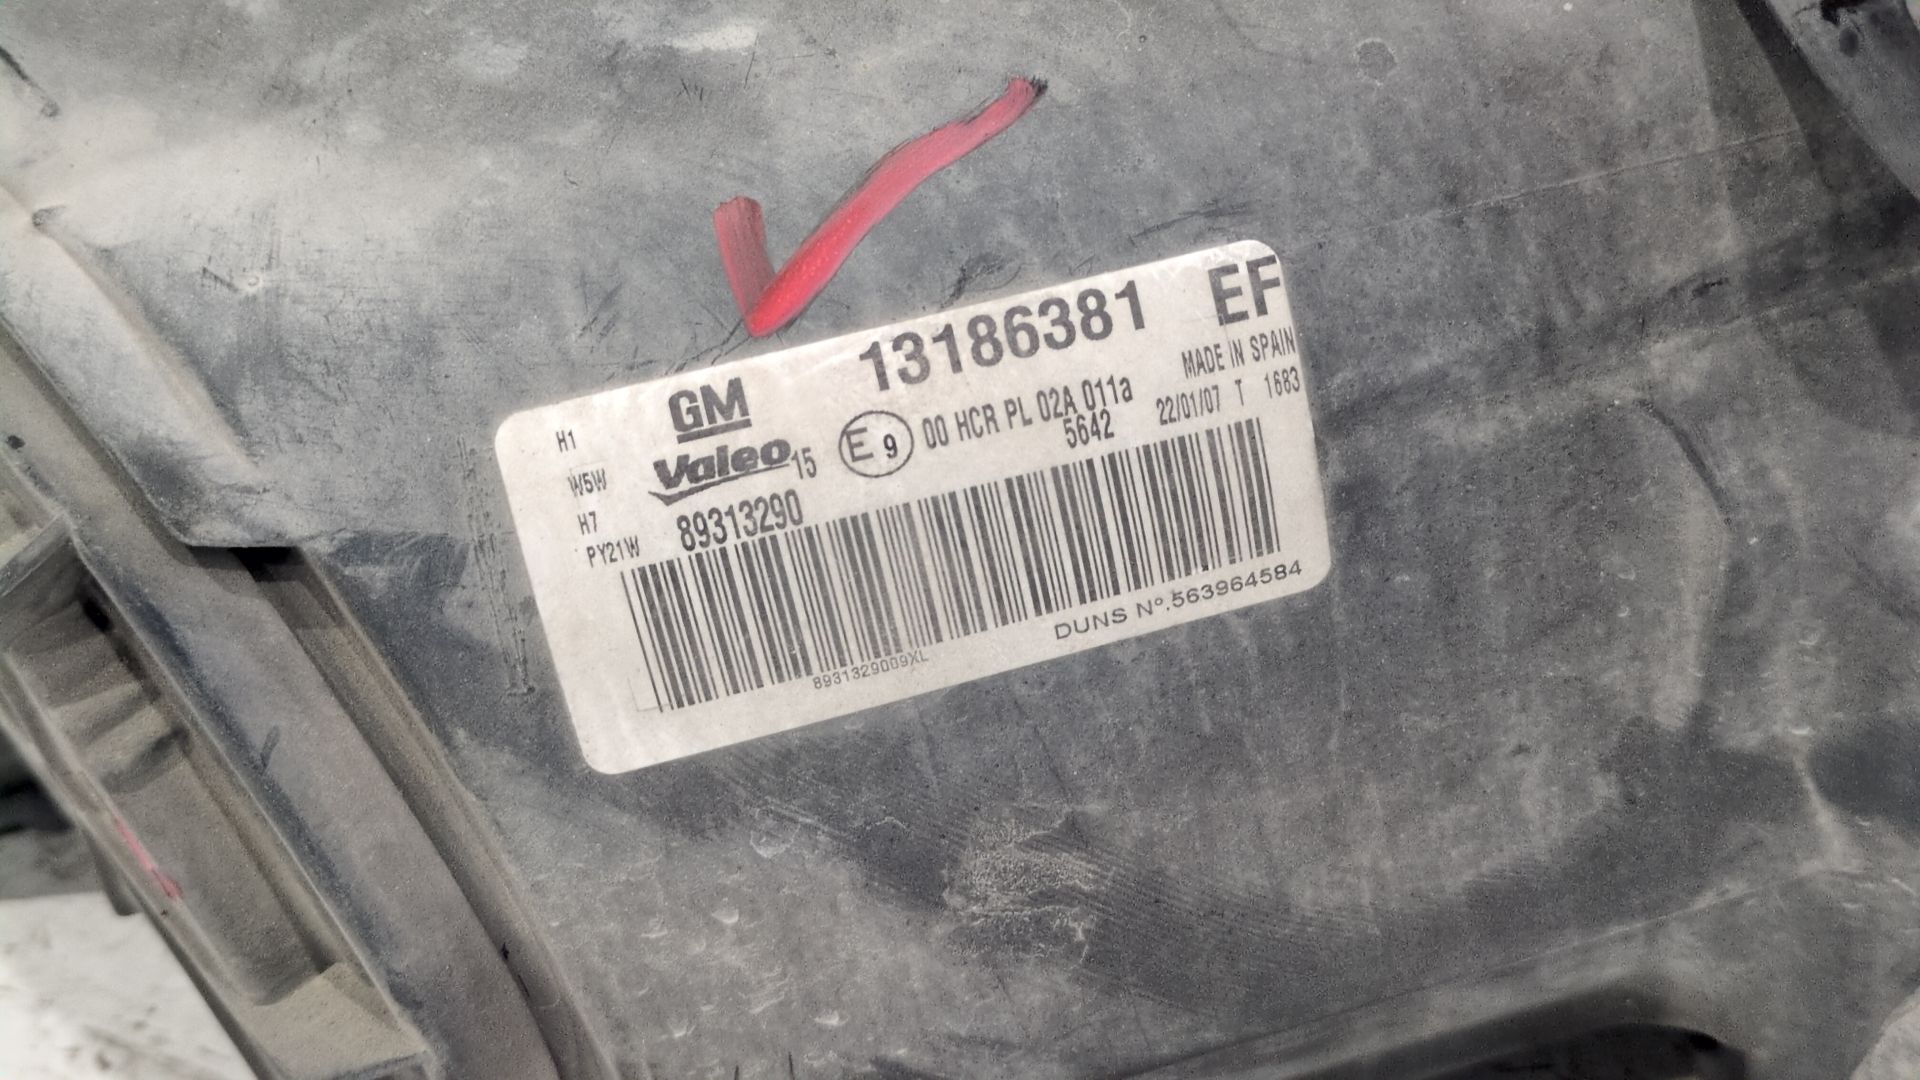 13186381 EF
MADE IN SPAIN
GM
H1
Valeo 15 E 9 00 HCR PL 02A 011a 22/01/07 T 1683
5642
W5W
H7
89313290
PY21W
DUNS Nº.563964584
8931329009XL